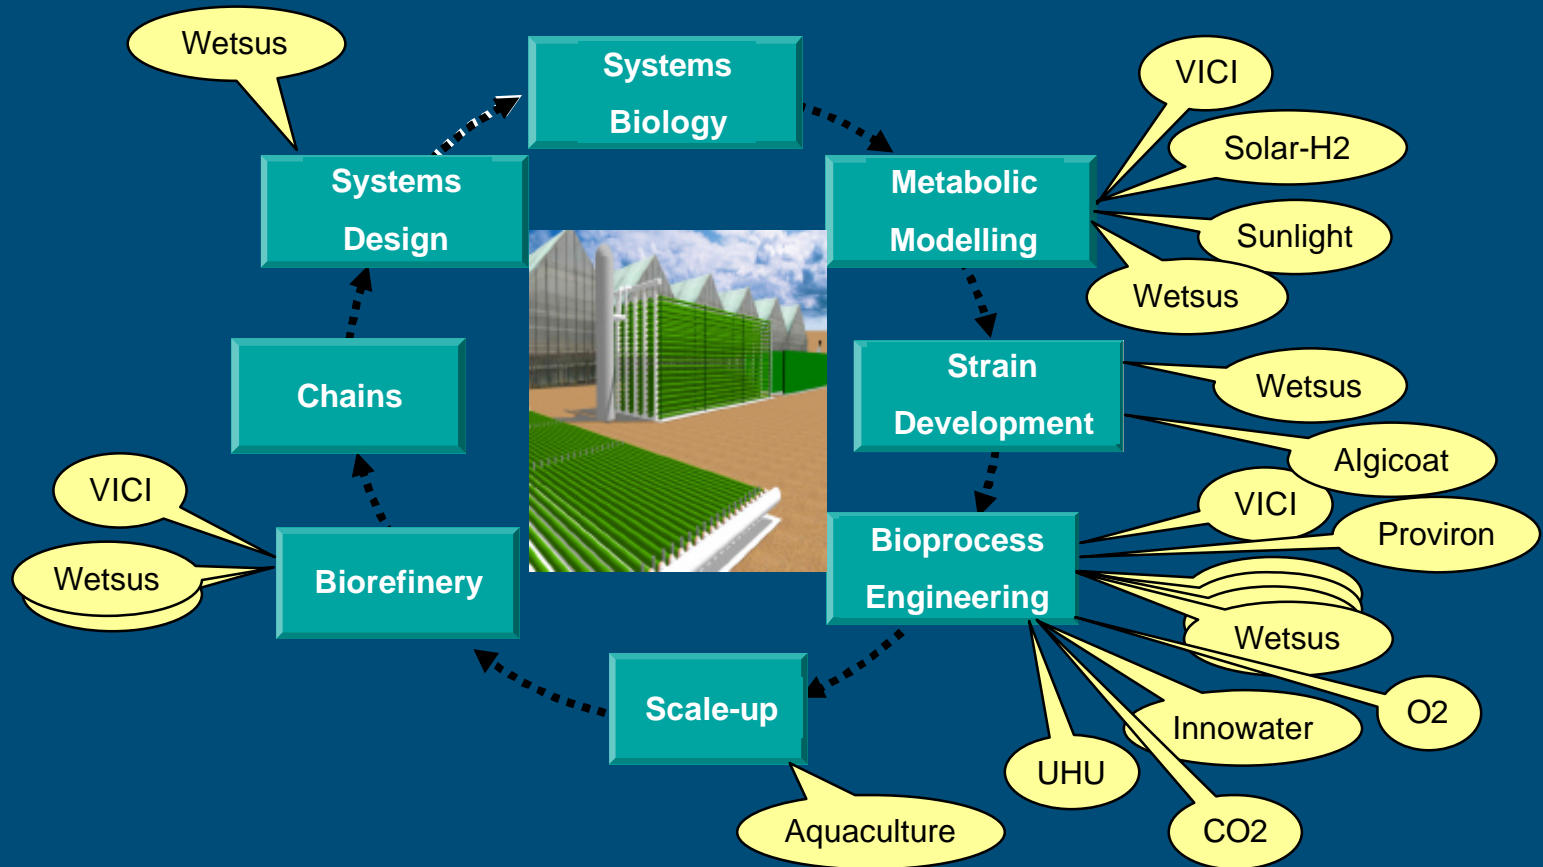 Wetsus
Systems
Biology
VICI
Solar-H2
Sunlight
Wetsus
Systems
Design
Metabolic
Modelling
Chains
Strain
Development
Wetsus
Algicoat
VICI
Proviron
VICI
Wetsus
Biorefinery
Bioprocess
Engineering
Wetsus
O2
Innowater
UHU
CO2
Scale-up
Aquaculture